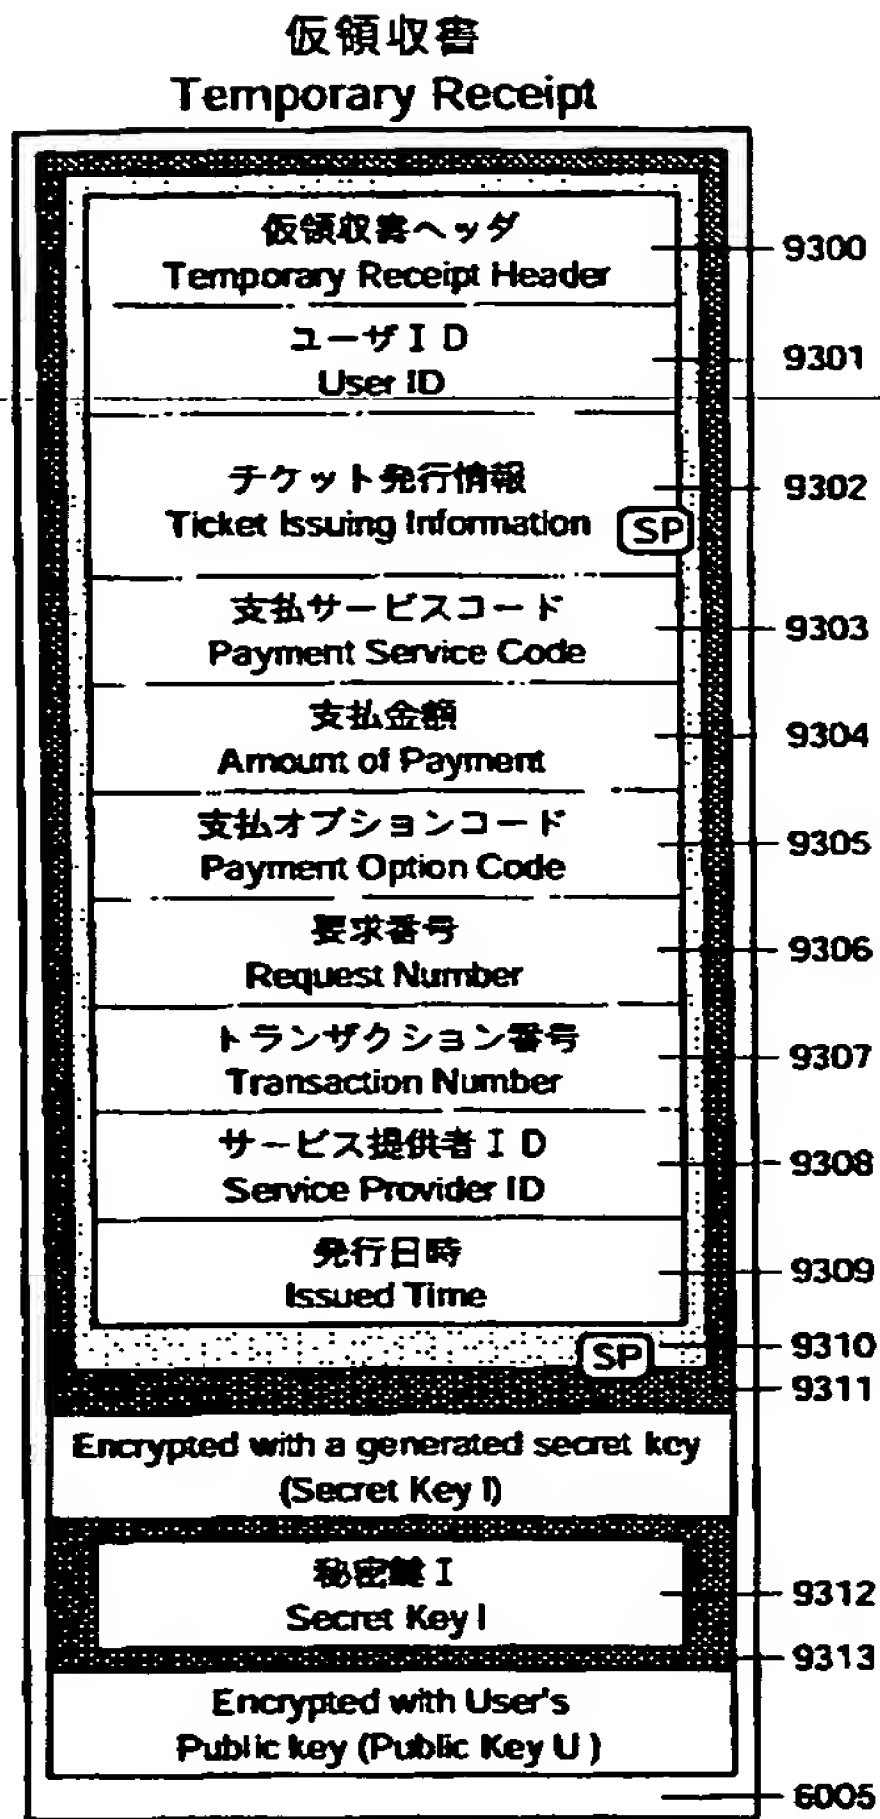 仮領収書
Temporary Receipt
仮領収書ヘッダ
9300
Temporary Receipt Header
ユーザID
9301
User ID
チケット発行情報
9302
Ticket Issuing Information
SP
支払サービスコード
9303
Payment Service Code
支払金額
9304
Amount of Payment
支払オプションコード
9305
Payment Option Code
要求番号
9306
Request Number
トランザクション番号
9307
Transaction Number
サービス提供者ID
9308
Service Provider ID
発行日時
9309
Issued Time
9310
SP
9311
Encrypted with a generated secret key
(Secret Key I)
秘密鍵I
9312
Secret Key I
9313
Encrypted with User's
Public key (Public Key U )
6005